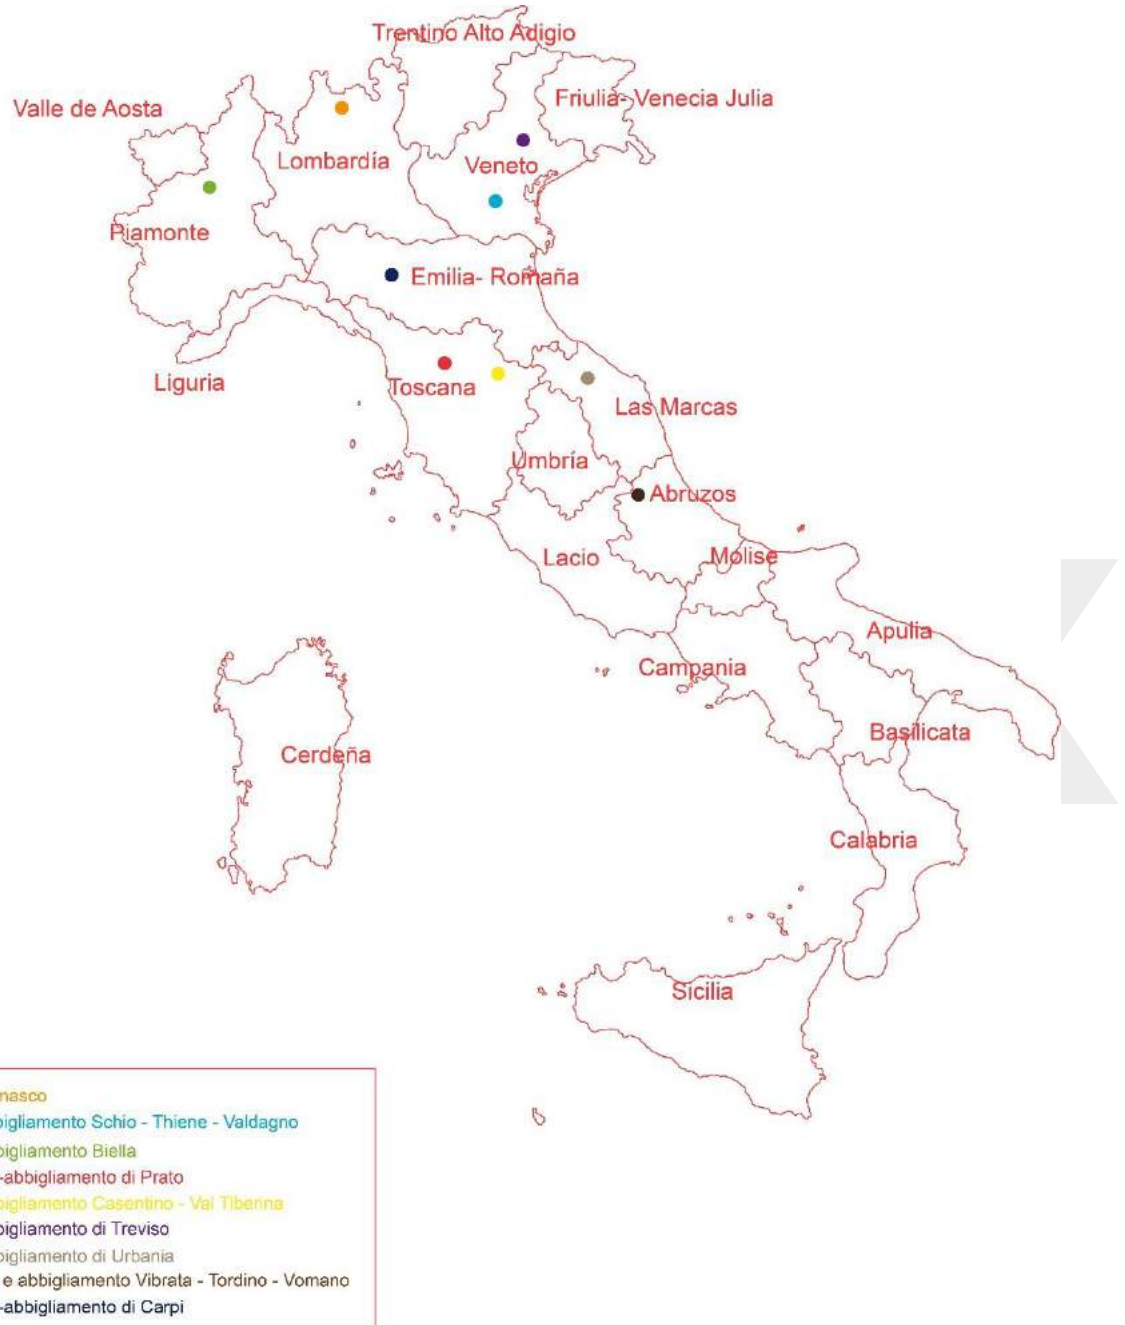 Trentino Alto Adigio
Valle de Aosta
Friulia- Venecia Julia
Lombardía
Veneto
Piamonte
Emilia- Romaña
Liguria
Toscana
Las Marcas
Umbría
Abruzos
Lacio
Molise
Apulia
Campania
Basilicata
Cerdeña
Calabria
Sicilia
masco
bigliamento Schio - Thiene - Valdagno
bigliamento Biella
-abbigliamento di Prato
bigliamento Casentino - Val Tiberina
bigliamento di Treviso
bigliamento di Urbania
e abbigliamento Vibrata - Tordino - Vomano
-abbigliamento di Carpi